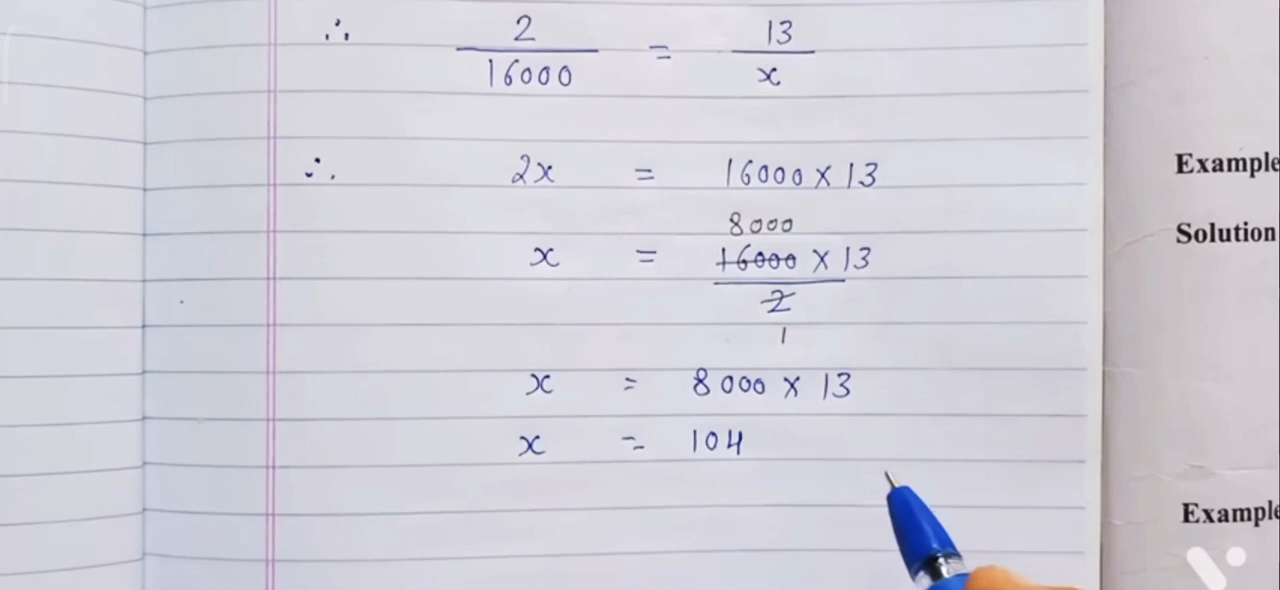 ∴ 2/16000 = 13/x
∴ 2x = 16000 × 13
8000
x = 16000 × 13 / 2
1
x = 8000 × 13
x = 104
Example
Solution
Example